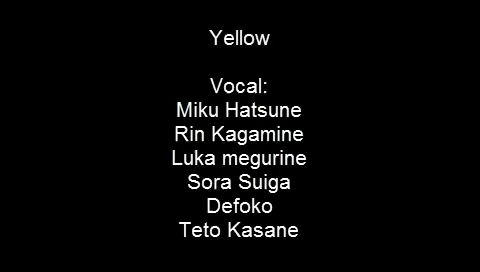 Yellow
Vocal:
Miku Hatsune
Rin Kagamine
Luka megurine
Sora Suiga
Defoko
Teto Kasane